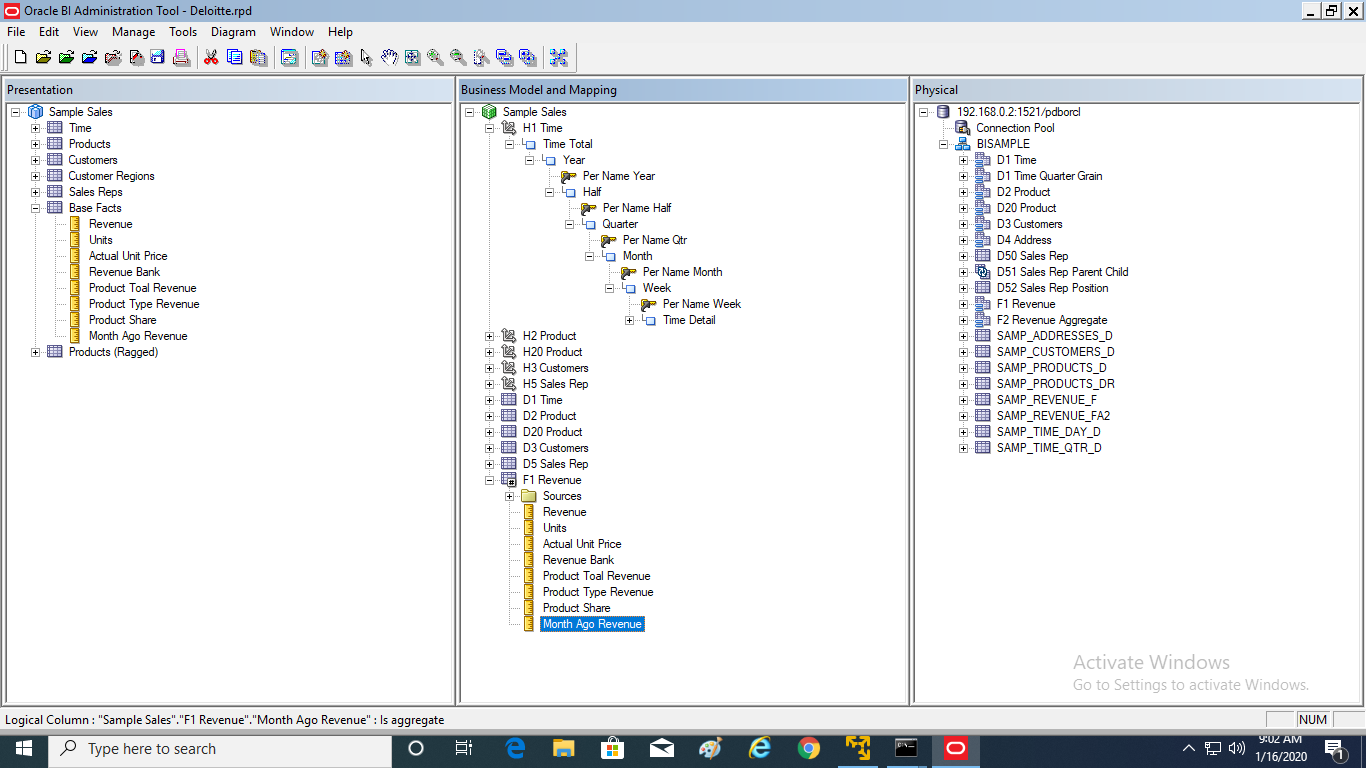 Oracle BI Administration Tool - Deloitte.rpd
File Edit View Manage Tools Diagram Window Help
Presentation
Sample Sales
Time
Products
Customers
Customer Regions
Sales Reps
Base Facts
Revenue
Units
Actual Unit Price
Revenue Bank
Product Toal Revenue
Product Type Revenue
Product Share
Month Ago Revenue
Products (Ragged)
Business Model and Mapping
Sample Sales
H1 Time
Time Total
Year
Per Name Year
Half
Per Name Half
Quarter
Per Name Qtr
Month
Per Name Month
Week
Per Name Week
Time Detail
H2 Product
H20 Product
H3 Customers
H5 Sales Rep
D1 Time
D2 Product
D20 Product
D3 Customers
D5 Sales Rep
F1 Revenue
Sources
Revenue
Units
Actual Unit Price
Revenue Bank
Product Toal Revenue
Product Type Revenue
Product Share
Month Ago Revenue
Physical
192.168.0.2:1521/pdborcl
Connection Pool
BISAMPLE
D1 Time
D1 Time Quarter Grain
D2 Product
D20 Product
D3 Customers
D4 Address
D50 Sales Rep
D51 Sales Rep Parent Child
D52 Sales Rep Position
F1 Revenue
F2 Revenue Aggregate
SAMP_ADDRESSES_D
SAMP_CUSTOMERS_D
SAMP_PRODUCTS_D
SAMP_PRODUCTS_DR
SAMP_REVENUE_F
SAMP_REVENUE_FA2
SAMP_TIME_DAY_D
SAMP_TIME_QTR_D
Activate Windows
Go to Settings to activate Windows.
Logical Column : "Sample Sales"."F1 Revenue"."Month Ago Revenue" : Is aggregate
NUM
Type here to search
9:02 AM
1/16/2020
1